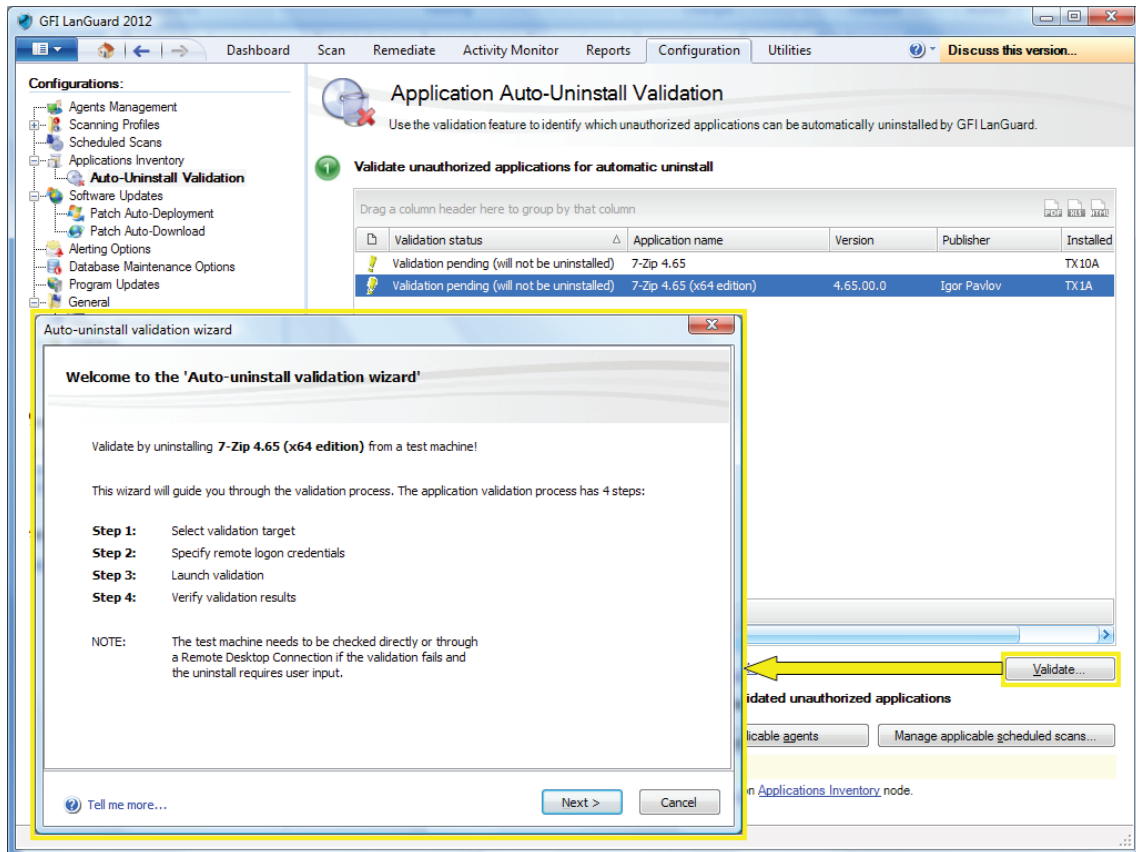 GFI LanGuard 2012
Dashboard Scan Remediate Activity Monitor Reports Configuration Utilities Discuss this version...
Configurations:
Agents Management
Scanning Profiles
Scheduled Scans
Applications Inventory
Auto-Uninstall Validation
Software Updates
Patch Auto-Deployment
Patch Auto-Download
Alerting Options
Database Maintenance Options
Program Updates
General
Application Auto-Uninstall Validation
Use the validation feature to identify which unauthorized applications can be automatically uninstalled by GFI LanGuard.
1 Validate unauthorized applications for automatic uninstall
Drag a column header here to group by that column
PDF XLS HTML
Validation status Application name Version Publisher Installed
Validation pending (will not be uninstalled) 7-Zip 4.65 TX10A
Validation pending (will not be uninstalled) 7-Zip 4.65 (x64 edition) 4.65.00.0 Igor Pavlov TX1A
Validate...
idated unauthorized applications
licable agents Manage applicable scheduled scans...
n Applications Inventory node.
Auto-uninstall validation wizard
Welcome to the 'Auto-uninstall validation wizard'
Validate by uninstalling 7-Zip 4.65 (x64 edition) from a test machine!
This wizard will guide you through the validation process. The application validation process has 4 steps:
Step 1: Select validation target
Step 2: Specify remote logon credentials
Step 3: Launch validation
Step 4: Verify validation results
NOTE: The test machine needs to be checked directly or through
a Remote Desktop Connection if the validation fails and
the uninstall requires user input.
Tell me more...
Next > Cancel